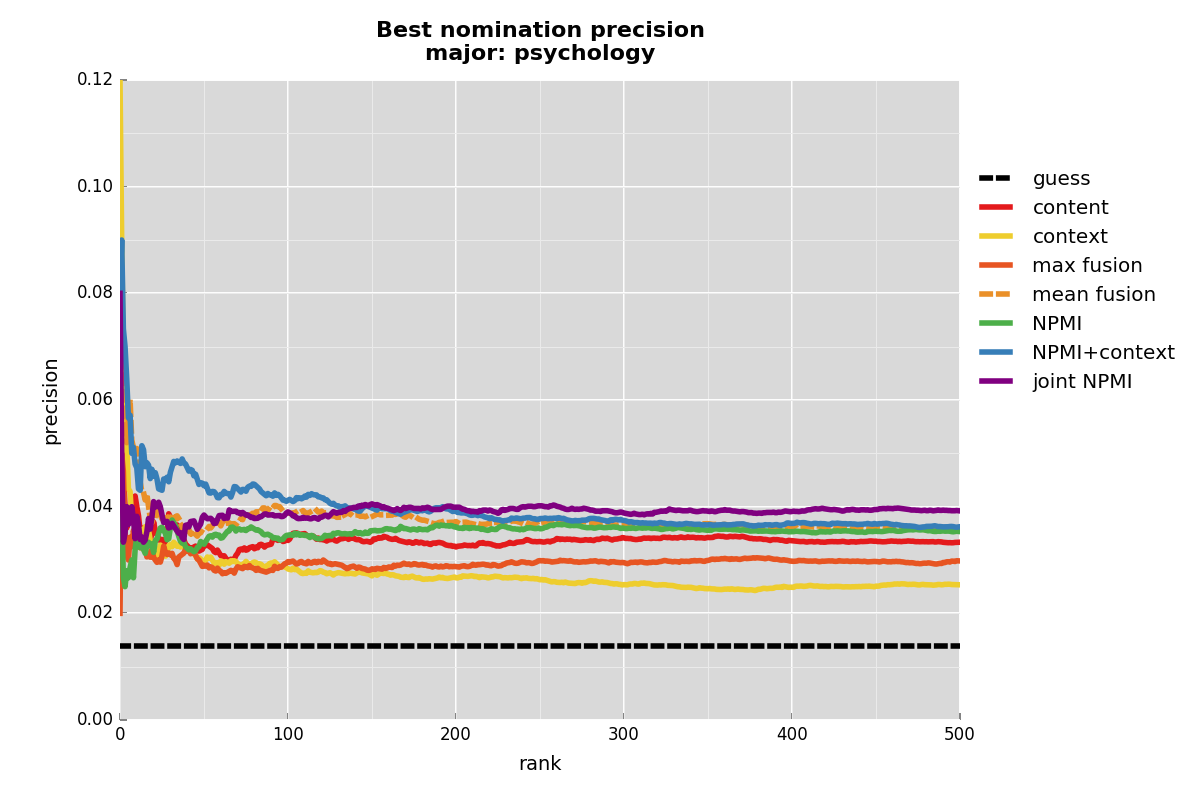 Best nomination precision
major: psychology
0.12
0.10
0.08
0.06
0.04
0.02
0.00
precision
0
100
200
300
400
500
rank
guess
content
context
max fusion
mean fusion
NPMI
NPMI+context
joint NPMI